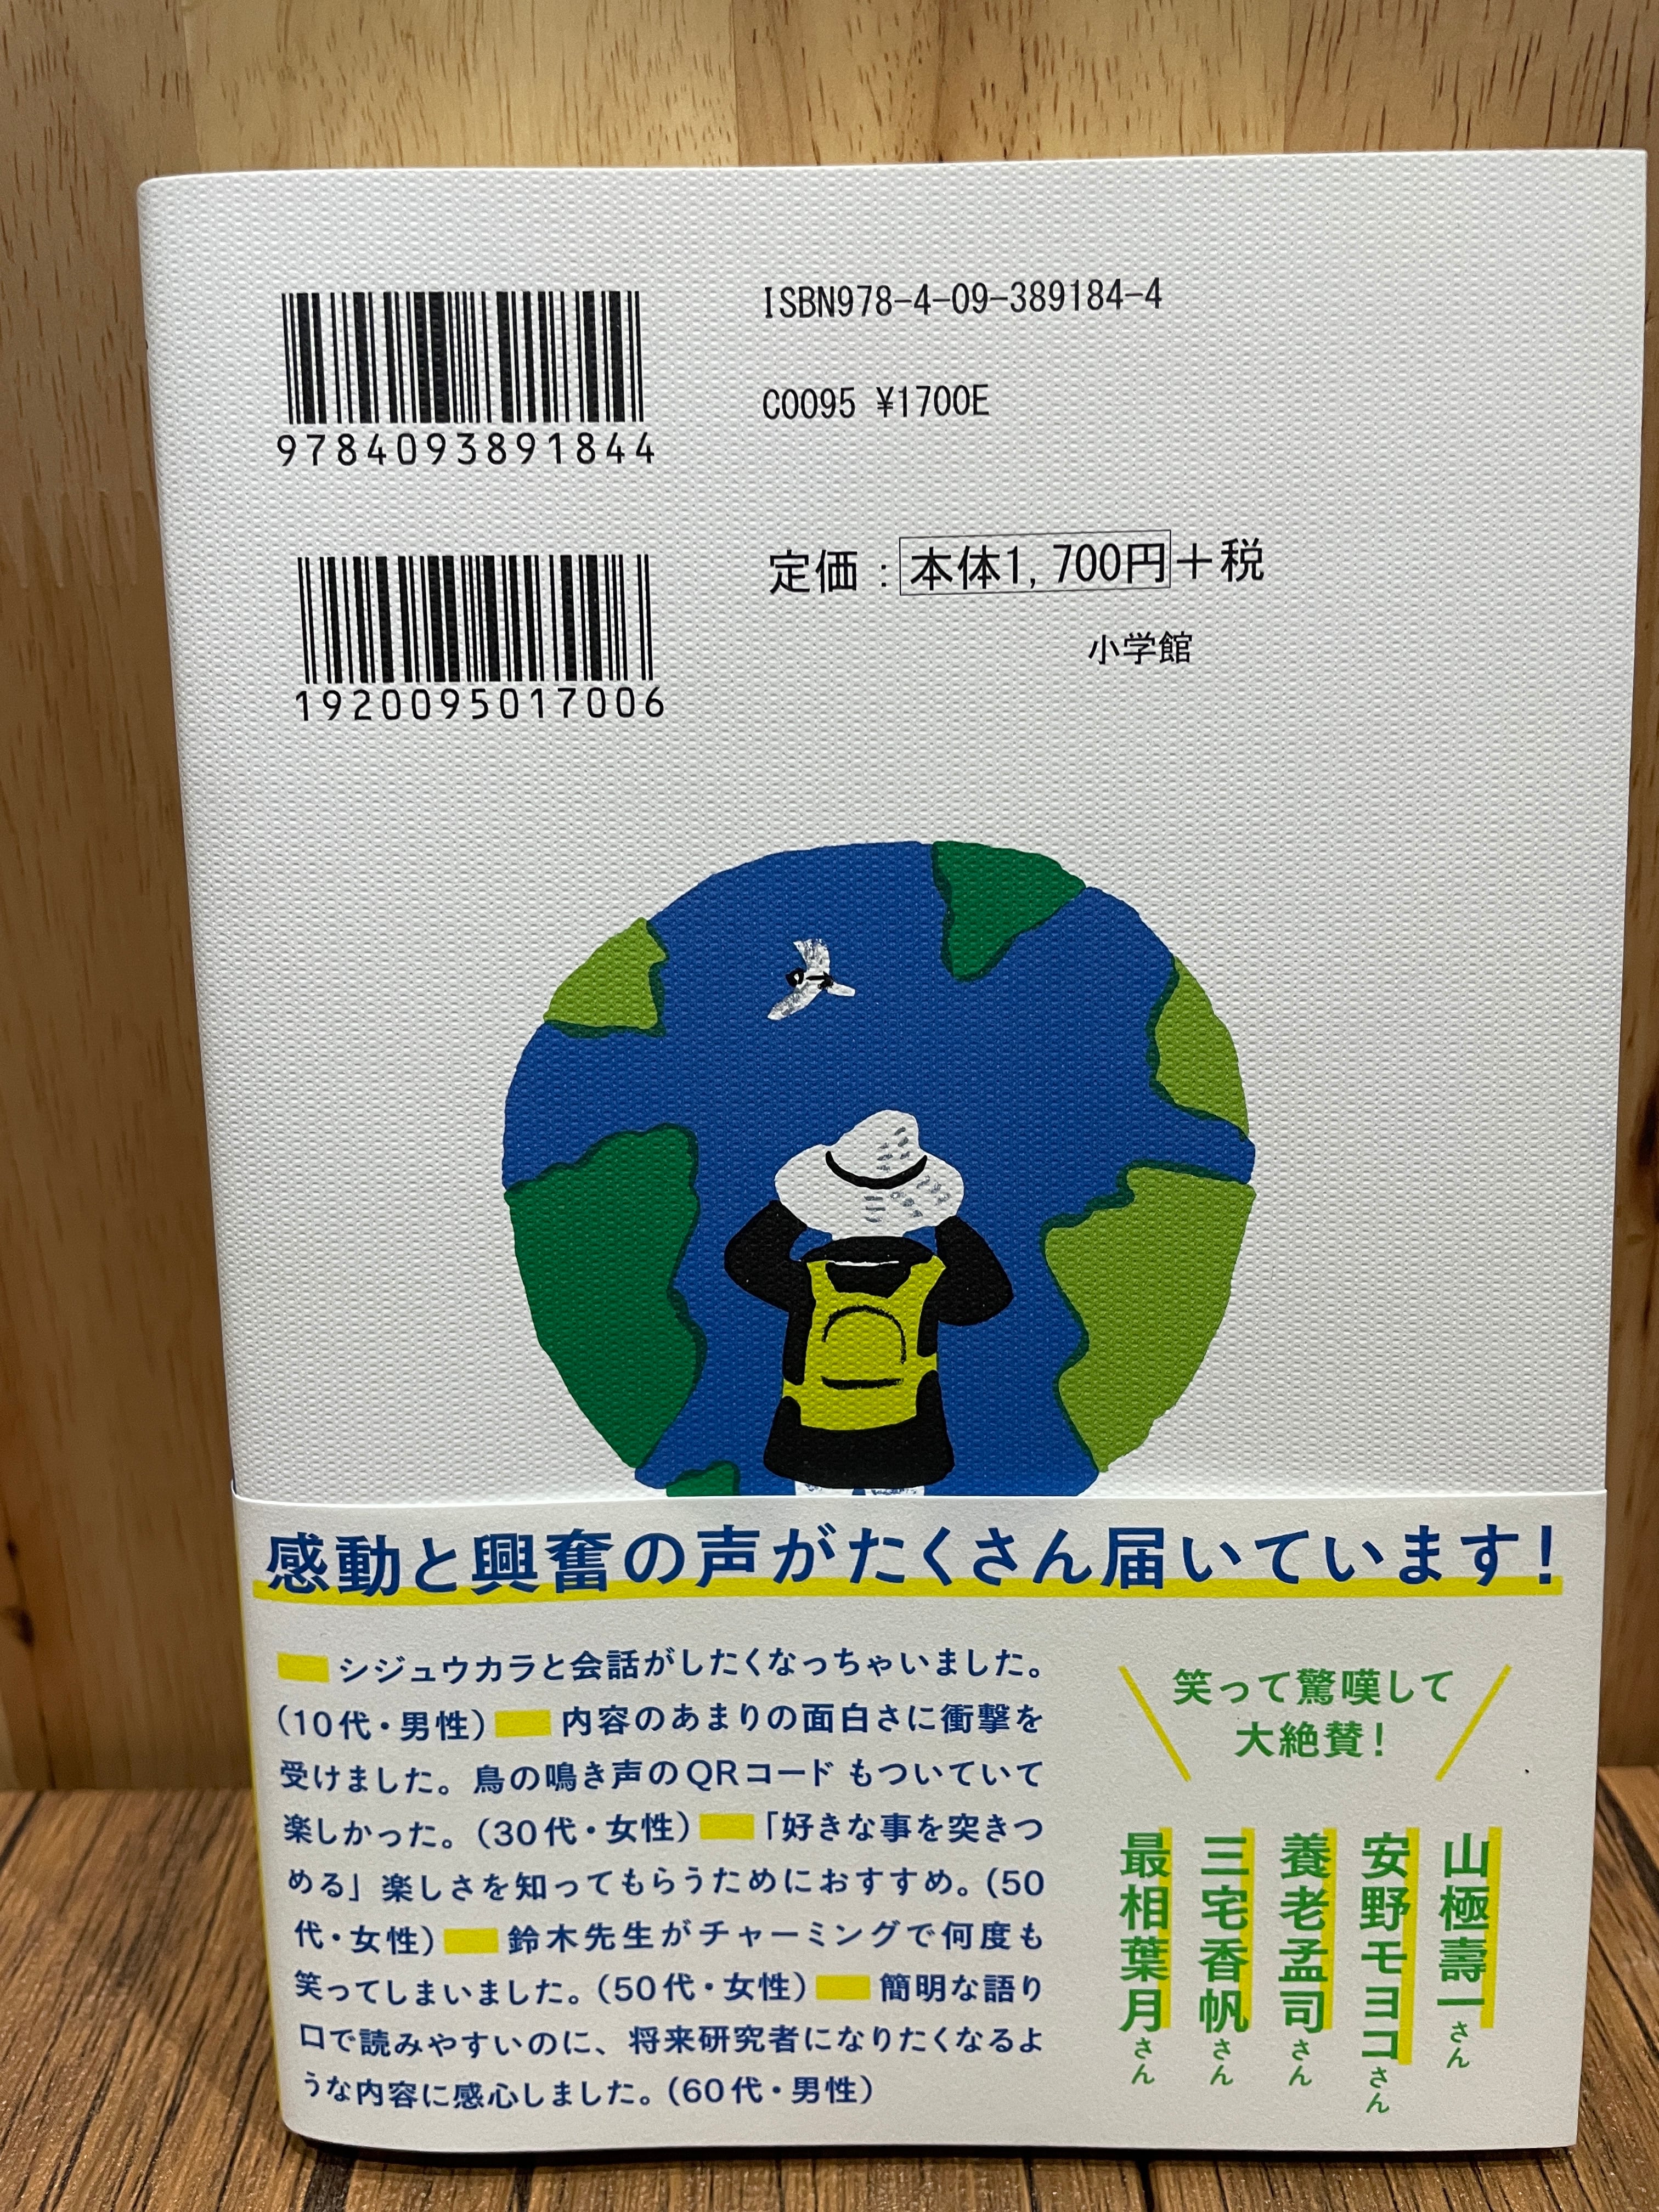 ISBN978-4-09-389184-4
9784093891844
C0095 ¥1700E
1920095017006
定価：本体1,700円＋税
小学館
感動と興奮の声がたくさん届いています！
シジュウカラと会話がしたくなっちゃいました。
（10代・男性） 内容のあまりの面白さに衝撃を
受けました。鳥の鳴き声のQRコードもついていて
楽しかった。（30代・女性） 「好きな事を突きつ
める」楽しさを知ってもらうためにおすすめ。（50
代・女性） 鈴木先生がチャーミングで何度も
笑ってしまいました。（50代・女性） 簡明な語り
口で読みやすいのに、将来研究者になりたくなるよ
うな内容に感心しました。（60代・男性）
笑って驚嘆して
大絶賛！
山極壽一さん
安野モヨコさん
養老孟司さん
三宅香帆さん
最相葉月さん